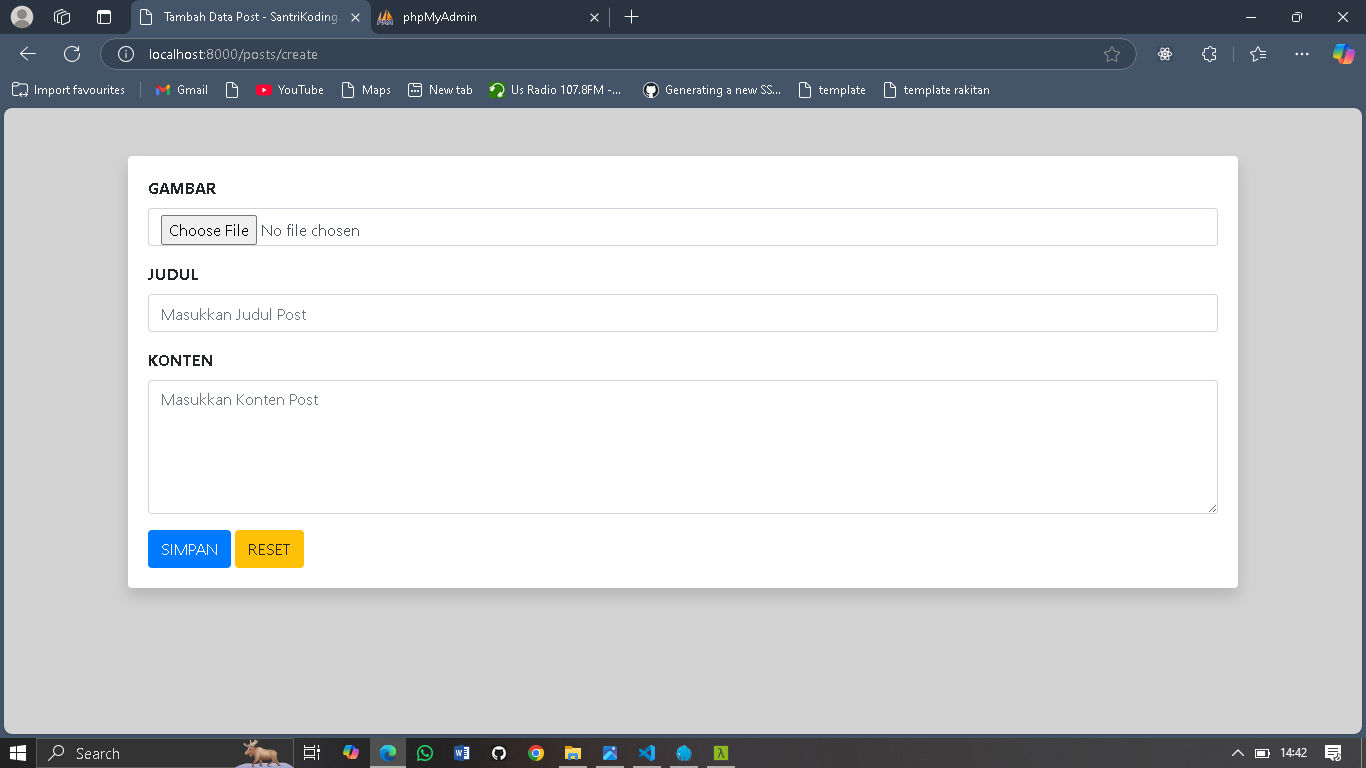 Tambah Data Post - SantriKoding.
phpMyAdmin
localhost:8000/posts/create
Import favourites
Gmail
YouTube
Maps
New tab
Us Radio 107.8FM -...
Generating a new SS...
template
template rakitan
GAMBAR
Choose File No file chosen
JUDUL
Masukkan Judul Post
KONTEN
Masukkan Konten Post
SIMPAN RESET
Search
14:42